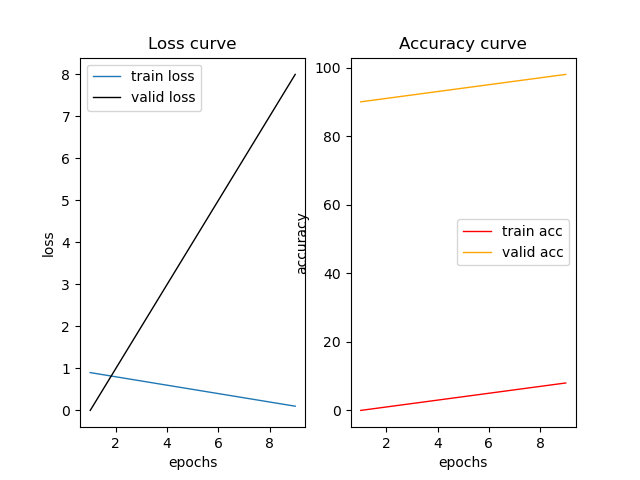 Loss curve
train loss
valid loss
8
7
6
5
4
3
2
1
0
loss
2 4 6 8
epochs
Accuracy curve
100
80
60
40
20
0
accuracy
train acc
valid acc
2 4 6 8
epochs